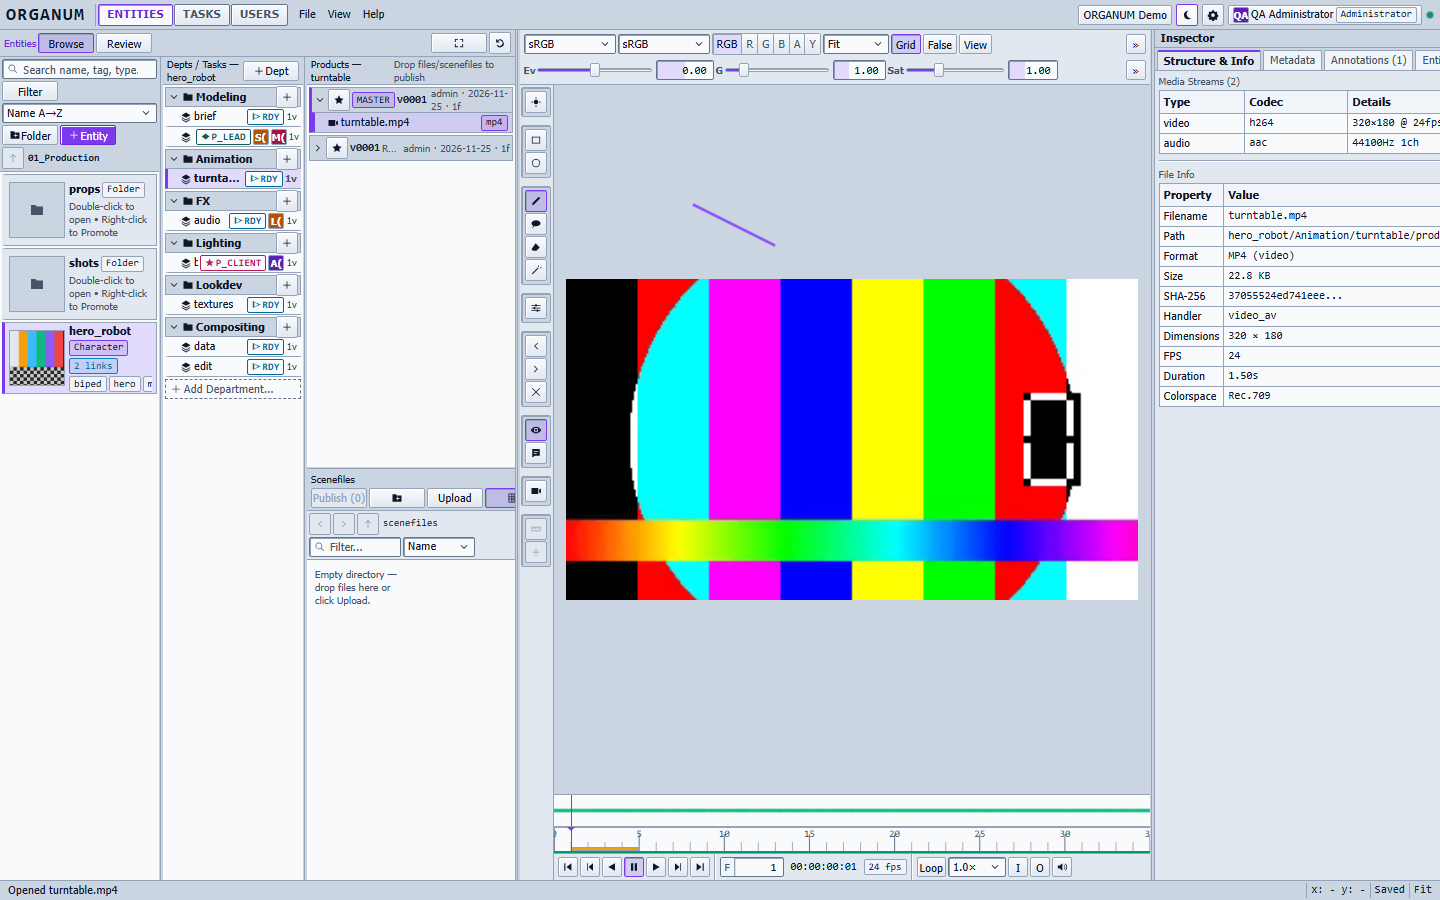 ORGANUM ENTITIES TASKS USERS File View Help ORGANUM Demo QA QA Administrator Administrator
Entities Browse Review
Search name, tag, type.
Filter
Name A→Z
Folder + Entity
01_Production
props Folder
Double-click to
open • Right-click
to Promote
shots Folder
Double-click to
open • Right-click
to Promote
hero_robot
Character
2 links
biped hero
Depts / Tasks —
hero_robot
+ Dept
Modeling +
brief RDY 1v
P_LEAD S( M( 1v
Animation +
turnta... RDY 1v
FX +
audio RDY L( 1v
Lighting +
P_CLIENT A( 1v
Lookdev +
textures RDY 1v
Compositing +
data RDY 1v
edit RDY 1v
+ Add Department...
Products —
turntable
Drop files/scenefiles to
publish
MASTER v0001 admin · 2026-11-
25 · 1f
turntable.mp4 mp4
v0001 R... admin · 2026-11-25 · 1f
Scenefiles
Publish (0) Upload
scenefiles
Filter... Name
Empty directory —
drop files here or
click Upload.
sRGB sRGB RGB R G B A Y Fit Grid False View »
Ev 0.00 G 1.00 Sat 1.00 »
5 10 15 20 25 30
F 1 00:00:00:01 24 fps Loop 1.0× I O
Inspector
Structure & Info Metadata Annotations (1) Enti
Media Streams (2)
Type Codec Details
video h264 320×180 @ 24fps
audio aac 44100Hz 1ch
File Info
Property Value
Filename turntable.mp4
Path hero_robot/Animation/turntable/prod
Format MP4 (video)
Size 22.8 KB
SHA-256 37055524ed741eee...
Handler video_av
Dimensions 320 × 180
FPS 24
Duration 1.50s
Colorspace Rec.709
Opened turntable.mp4 x: - y: - Saved Fit